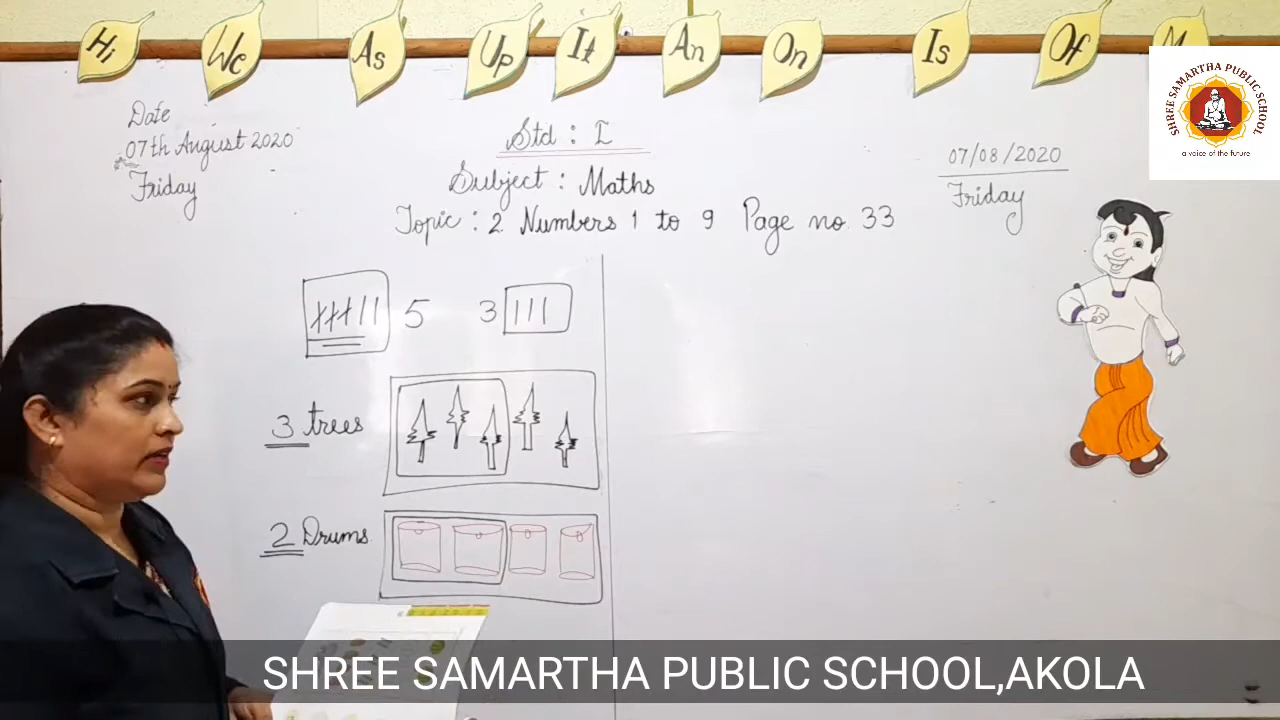 Hi We As Up It An On Is Of
SHREE SAMARTHA PUBLIC SCHOOL
a voice of the future
Date
07th August 2020
Friday
Std : I
Subject : Maths
Topic : 2 Numbers 1 to 9 Page no. 33
07/08/2020
Friday
5 3
3 trees
2 Drums
SHREE SAMARTHA PUBLIC SCHOOL,AKOLA